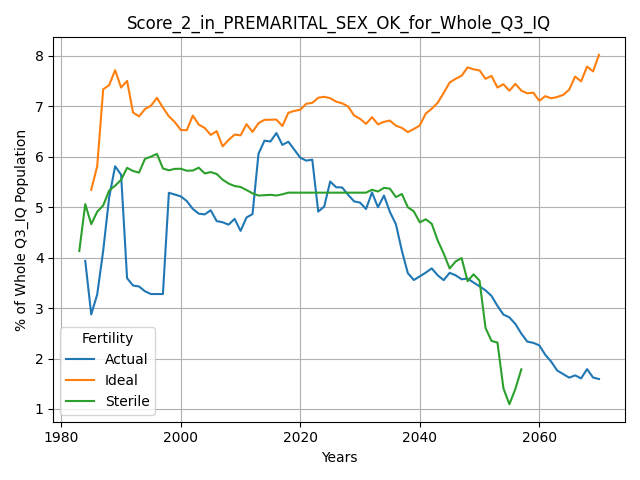 Score_2_in_PREMARITAL_SEX_OK_for_Whole_Q3_IQ
% of Whole Q3_IQ Population
8
7
6
5
4
3
2
1
Fertility
Actual
Ideal
Sterile
1980
2000
2020
2040
2060
Years